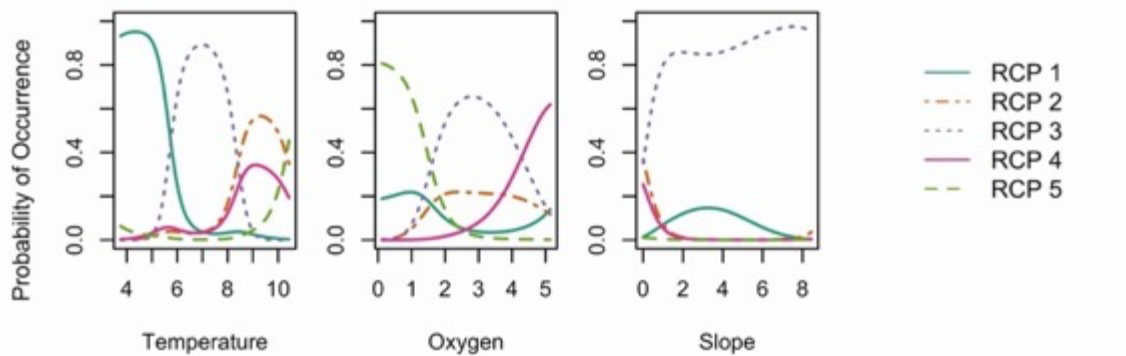 Probability of Occurrence
0.0 0.4 0.8
4 6 8 10
Temperature
0.0 0.4 0.8
0 1 2 3 4 5
Oxygen
0.0 0.4 0.8
0 2 4 6 8
Slope
RCP 1
RCP 2
RCP 3
RCP 4
RCP 5